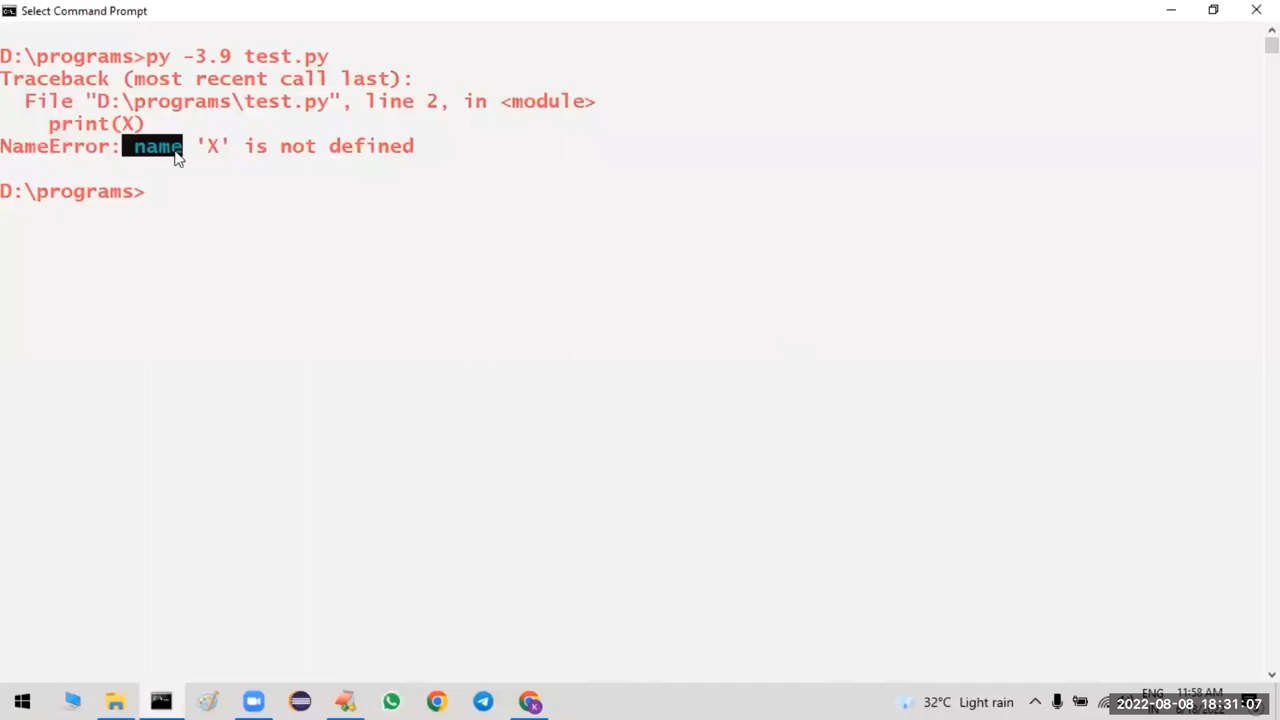 Select Command Prompt
D:\programs>py -3.9 test.py
Traceback (most recent call last):
  File "D:\programs\test.py", line 2, in <module>
    print(X)
NameError: name 'X' is not defined
D:\programs>
K
32°C Light rain
ENG 11:58 AM
2022-08-08 18:31:07